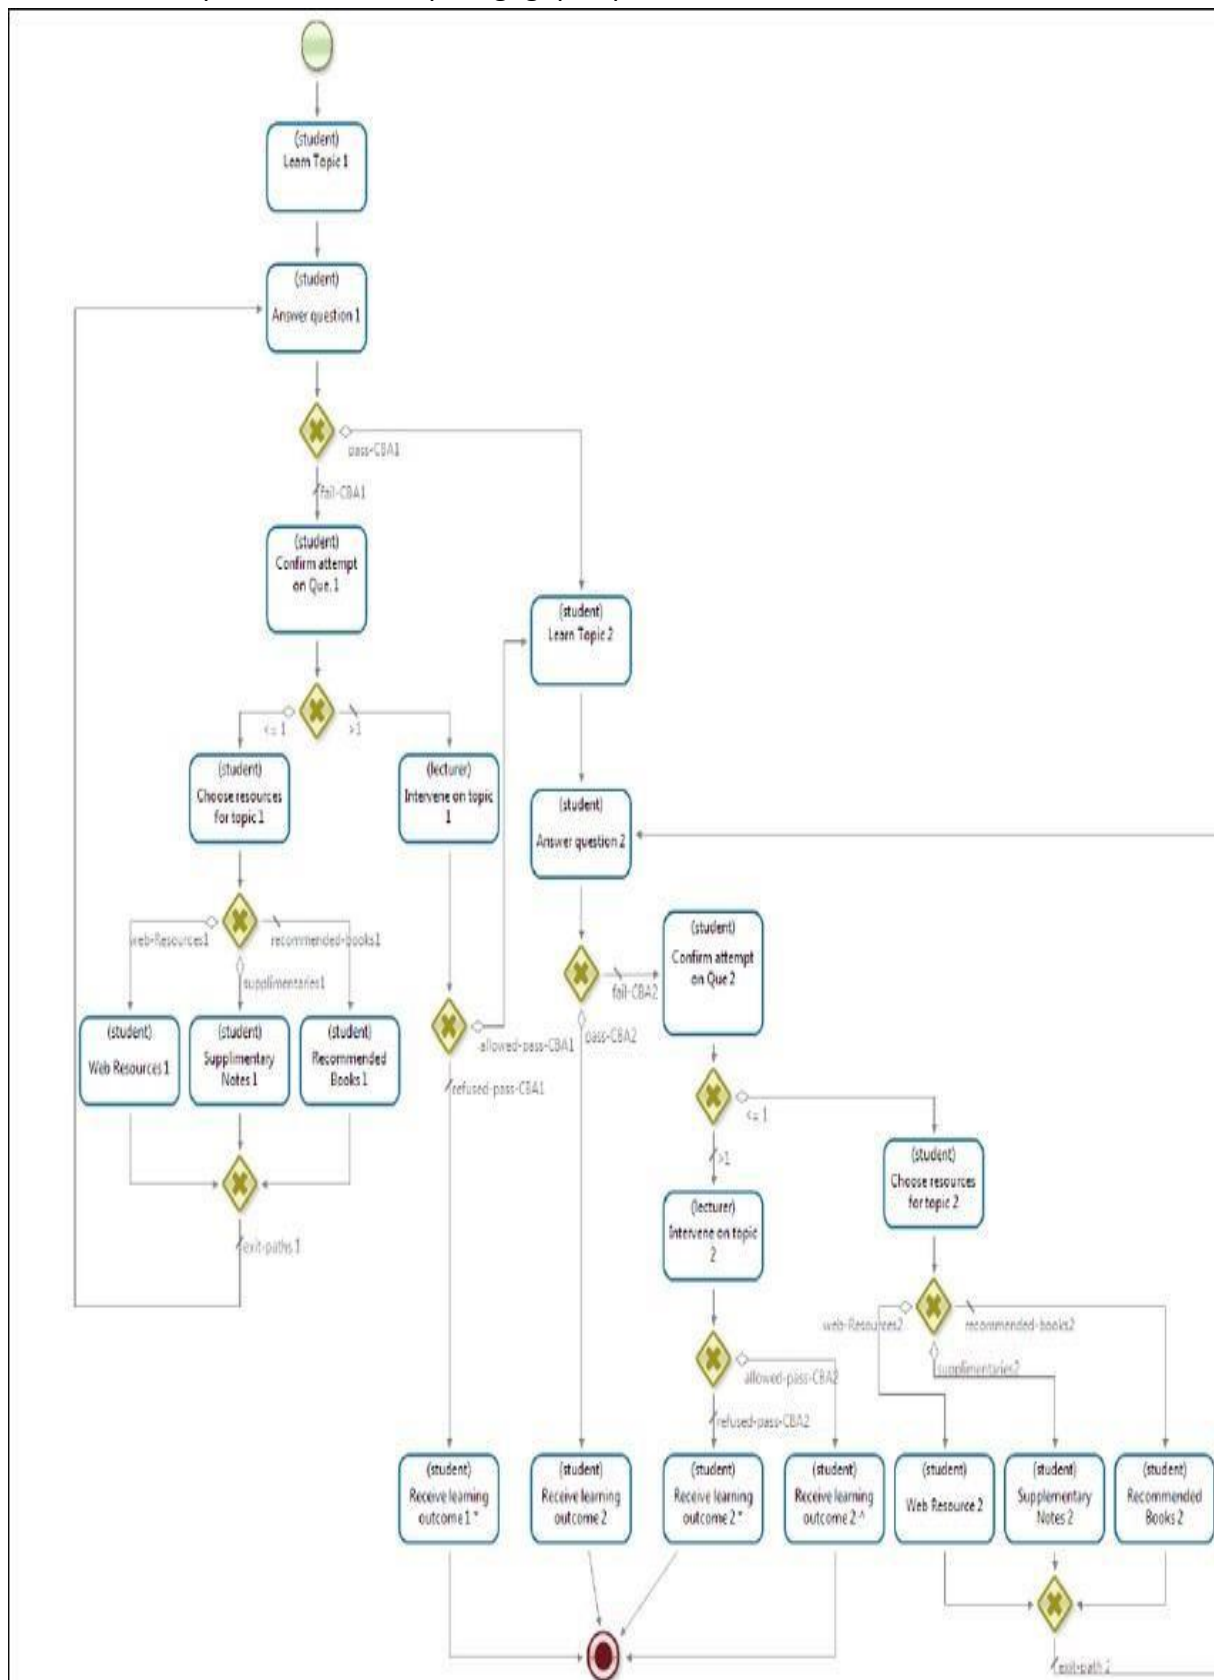 (student)
Learn Topic 1
(student)
Answer question 1
pass-CBA1
fail-CBA1
(student)
Confirm attempt
on Que. 1
(student)
Learn Topic 2
<= 1
>1
(student)
Choose resources
for topic 1
(lecturer)
Intervene on topic
1
(student)
Answer question 2
web-Resources1
recommended-books1
supplimentaries1
(student)
Confirm attempt
on Que 2
fail-CBA2
pass-CBA2
(student)
Web Resources 1
(student)
Supplimentary
Notes 1
(student)
Recommended
Books 1
allowed-pass-CBA1
refused-pass-CBA1
<= 1
>1
(student)
Choose resources
for topic 2
(lecturer)
Intervene on topic
2
exit-paths 1
web-Resources2
recommended-books2
supplimentaries2
allowed-pass-CBA2
refused-pass-CBA2
(student)
Receive learning
outcome 1 *
(student)
Receive learning
outcome 2
(student)
Receive learning
outcome 2 *
(student)
Receive learning
outcome 2 ^
(student)
Web Resource 2
(student)
Supplementary
Notes 2
(student)
Recommended
Books 2
exit-path 2